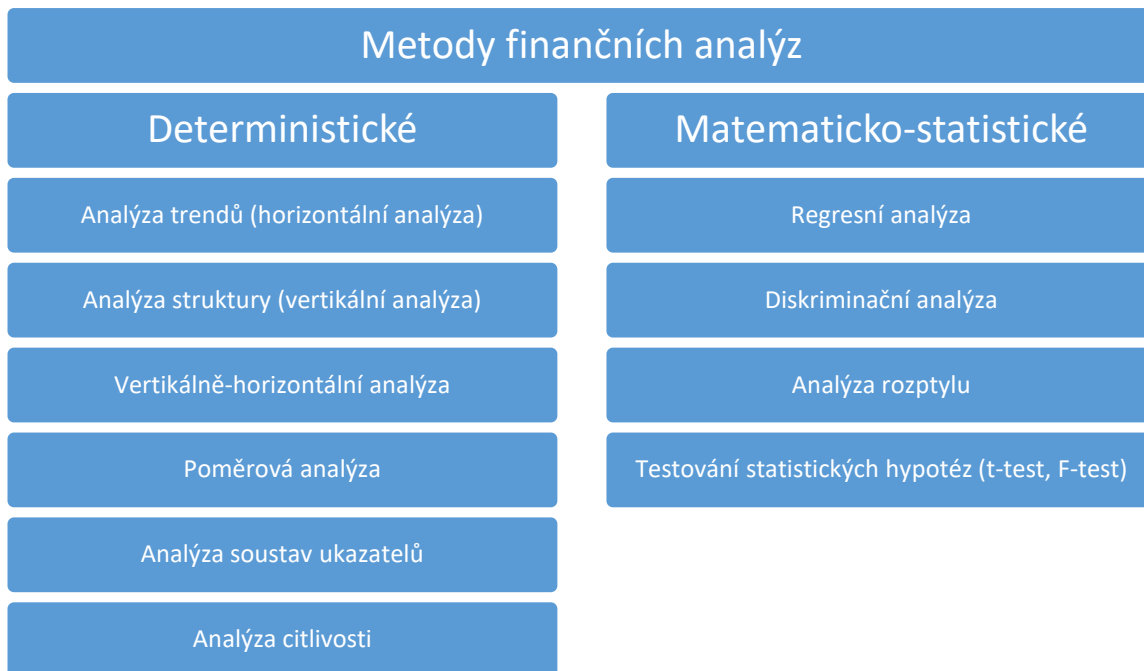 Metody finančních analýz
Deterministické
Analýza trendů (horizontální analýza)
Analýza struktury (vertikální analýza)
Vertikálně-horizontální analýza
Poměrová analýza
Analýza soustav ukazatelů
Analýza citlivosti
Matematicko-statistické
Regresní analýza
Diskriminační analýza
Analýza rozptylu
Testování statistických hypotéz (t-test, F-test)